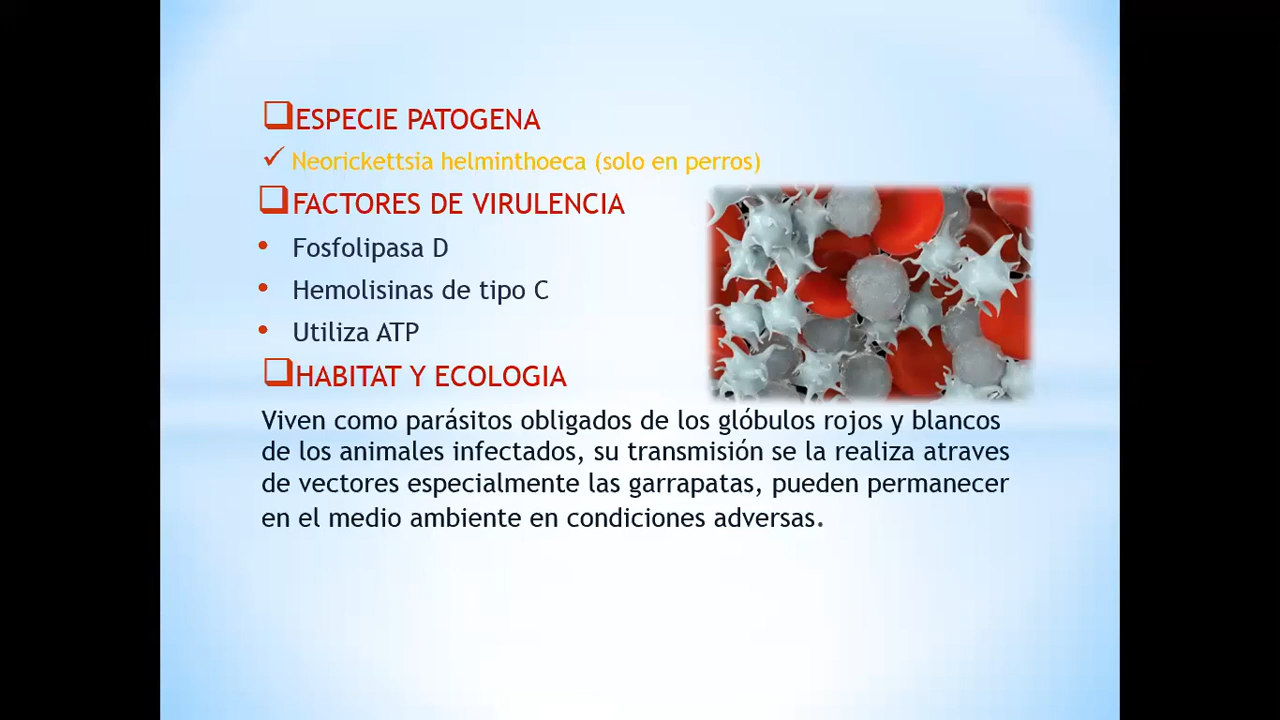 ESPECIE PATOGENA
Neorickettsia helminthoeca (solo en perros)
FACTORES DE VIRULENCIA
Fosfolipasa D
Hemolisinas de tipo C
Utiliza ATP
HABITAT Y ECOLOGIA
Viven como parásitos obligados de los glóbulos rojos y blancos
de los animales infectados, su transmisión se la realiza atraves
de vectores especialmente las garrapatas, pueden permanecer
en el medio ambiente en condiciones adversas.